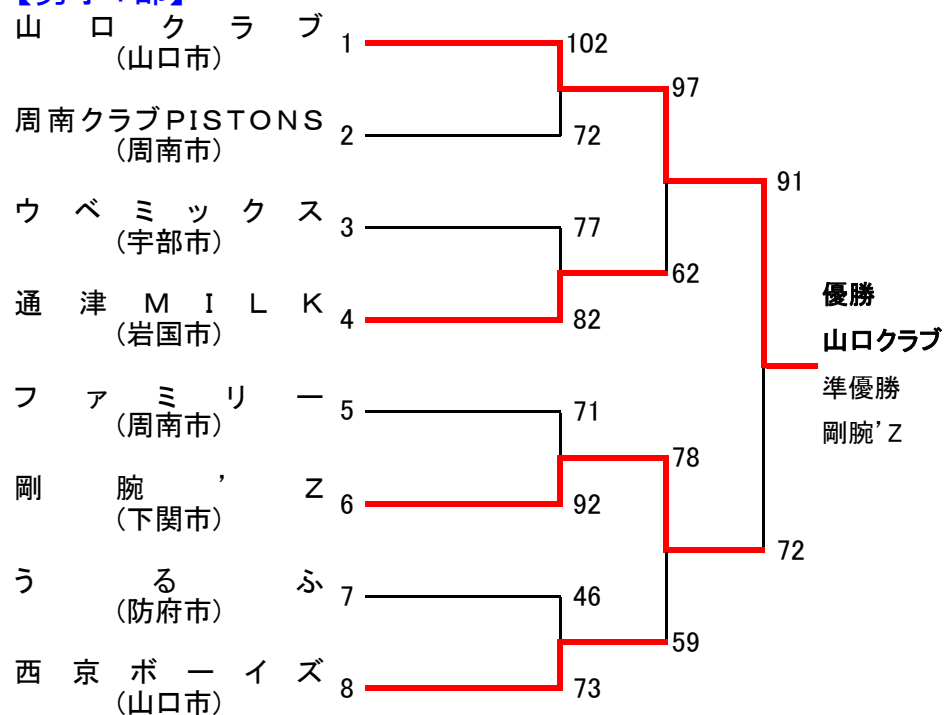 山口クラブ
(山口市)
1
102
97
周南クラブPISTONS
(周南市)
2
72
91
ウベミックス
(宇部市)
3
77
62
通津MILK
(岩国市)
4
82
優勝
山口クラブ
準優勝
剛腕'Z
ファミリー
(周南市)
5
71
78
剛腕'Z
(下関市)
6
92
72
うるふ
(防府市)
7
46
59
西京ボーイズ
(山口市)
8
73